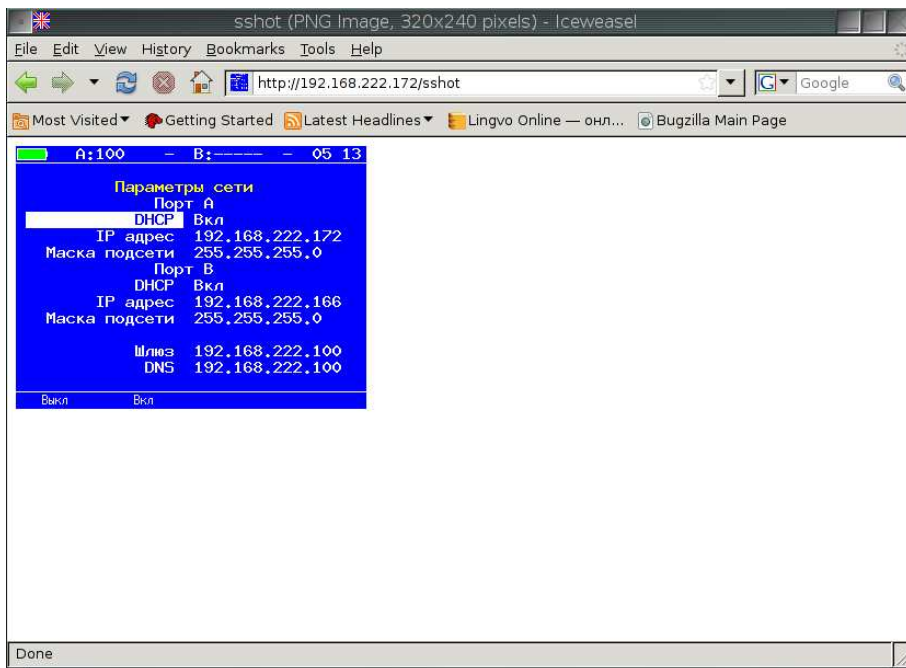 sshot (PNG Image, 320x240 pixels) - Iceweasel
File Edit View History Bookmarks Tools Help
http://192.168.222.172/sshot G Google
Most Visited Getting Started Latest Headlines Lingvo Online — онл... Bugzilla Main Page
A:100 – B:----- – 05 13
Параметры сети
Порт A
DHCP Вкл
IP адрес 192.168.222.172
Маска подсети 255.255.255.0
Порт B
DHCP Вкл
IP адрес 192.168.222.166
Маска подсети 255.255.255.0
Шлюз 192.168.222.100
DNS 192.168.222.100
Выкл Вкл
Done